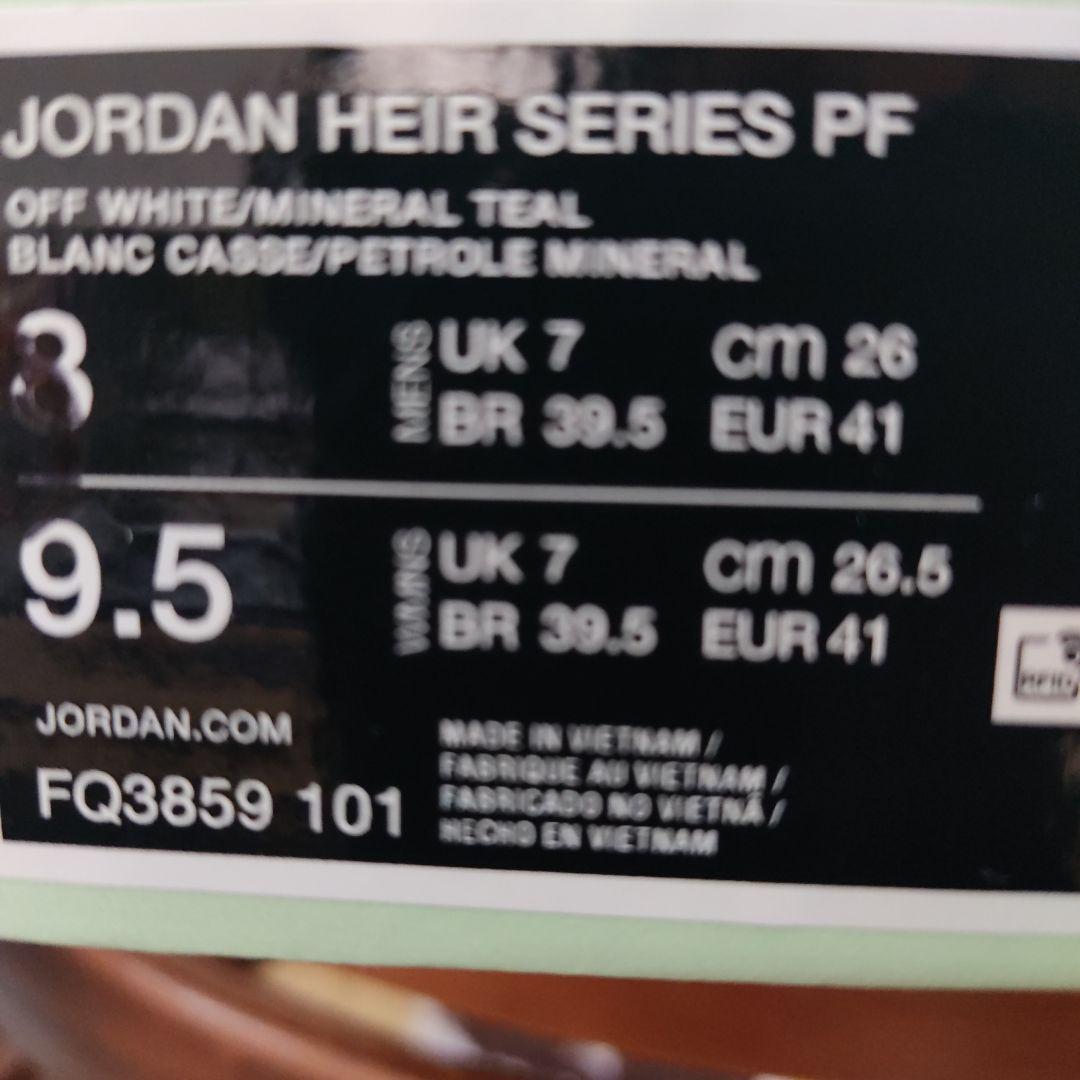 JORDAN HEIR SERIES PF
OFF WHITE/MINERAL TEAL
BLANC CASSE/PETROLE MINERAL
8 MENS UK 7 cm 26
BR 39.5 EUR 41
9.5 WMNS UK 7 cm 26.5
BR 39.5 EUR 41
RFID
JORDAN.COM
FQ3859 101
MADE IN VIETNAM /
FABRIQUE AU VIETNAM /
FABRICADO NO VIETNÃ /
HECHO EN VIETNAM